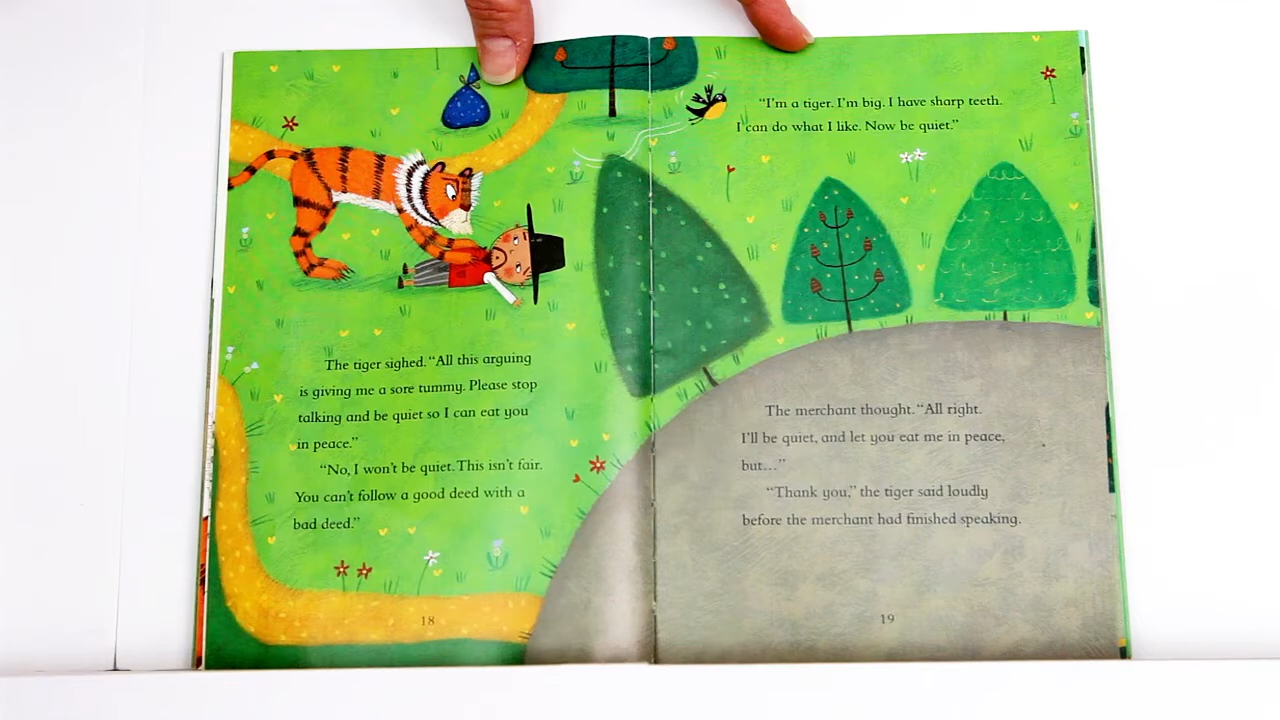 The tiger sighed. “All this arguing
is giving me a sore tummy. Please stop
talking and be quiet so I can eat you
in peace.”
“No, I won’t be quiet. This isn’t fair.
You can’t follow a good deed with a
bad deed.”
18
“I’m a tiger. I’m big. I have sharp teeth.
I can do what I like. Now be quiet.”
The merchant thought. “All right.
I’ll be quiet, and let you eat me in peace,
but...”
“Thank you,” the tiger said loudly
before the merchant had finished speaking.
19